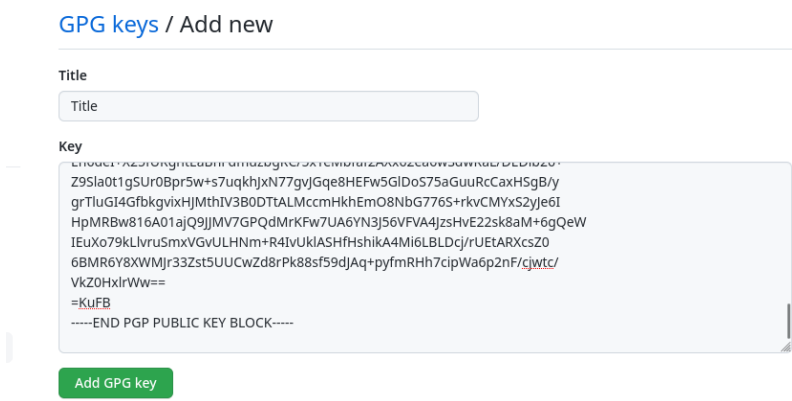 GPG keys / Add new
Title
Title
Key
Z9Sla0t1gSUr0Bpr5w+s7uqkhJxN77gvJGqe8HEFw5GlDoS75aGuuRcCaxHSgB/y
grTluGI4GfbkgvixHJMthIV3B0DTtALMccmHkhEmO8NbG776S+rkvCMYxS2yJe6I
HpMRBw816A01ajQ9JJMV7GPQdMrKFw7UA6YN3J56VFVA4JzsHvE22sk8aM+6gQeW
IEuXo79kLlvruSmxVGvULHNm+R4IvUklASHfHshikA4Mi6LBLDcj/rUEtARXcsZ0
6BMR6Y8XWMJr33Zst5UUCwZd8rPk88sf59dJAq+pyfmRHh7cipWa6p2nF/cjwtc/
VkZ0HxlrWw==
=KuFB
-----END PGP PUBLIC KEY BLOCK-----
Add GPG key